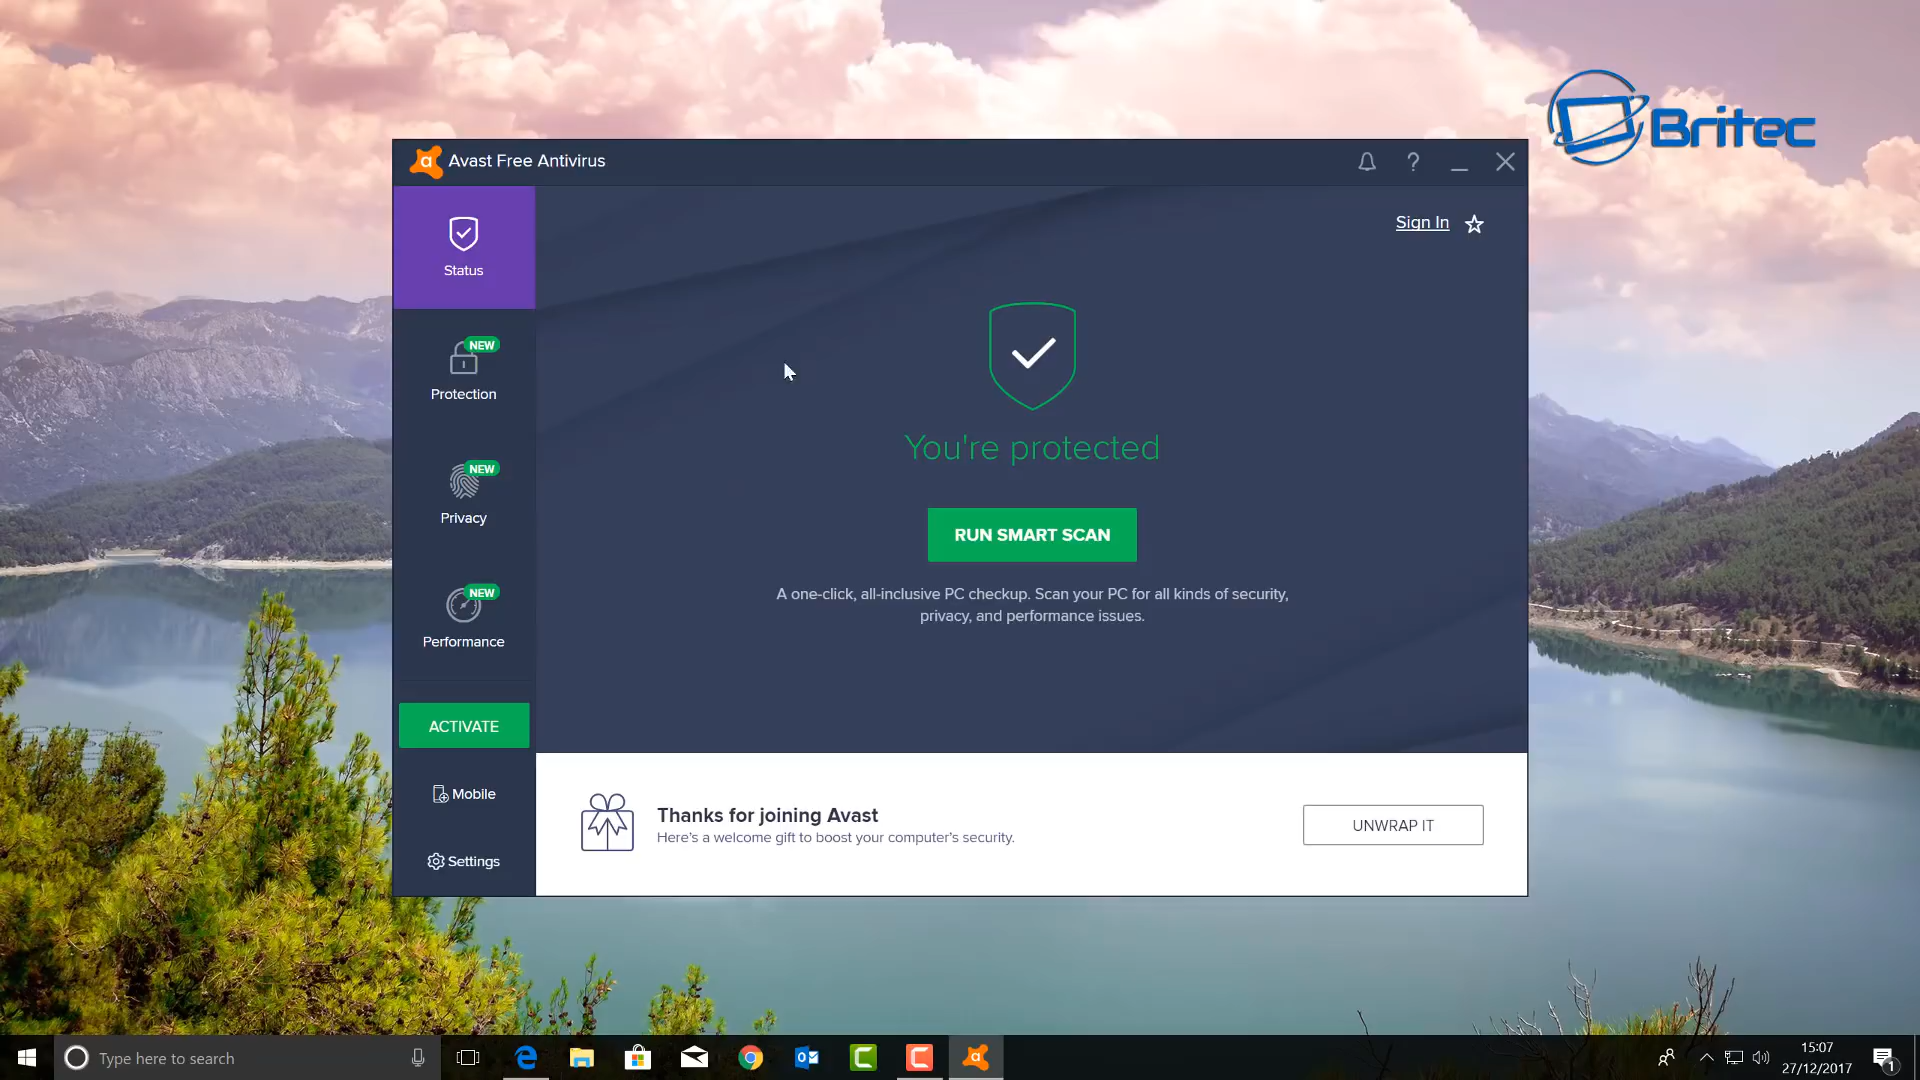 Britec
Avast Free Antivirus
Sign In
Status
NEW
Protection
NEW
Privacy
NEW
Performance
You're protected
RUN SMART SCAN
A one-click, all-inclusive PC checkup. Scan your PC for all kinds of security,
privacy, and performance issues.
ACTIVATE
Mobile
Settings
Thanks for joining Avast
Here's a welcome gift to boost your computer's security.
UNWRAP IT
Type here to search
15:07
27/12/2017
1